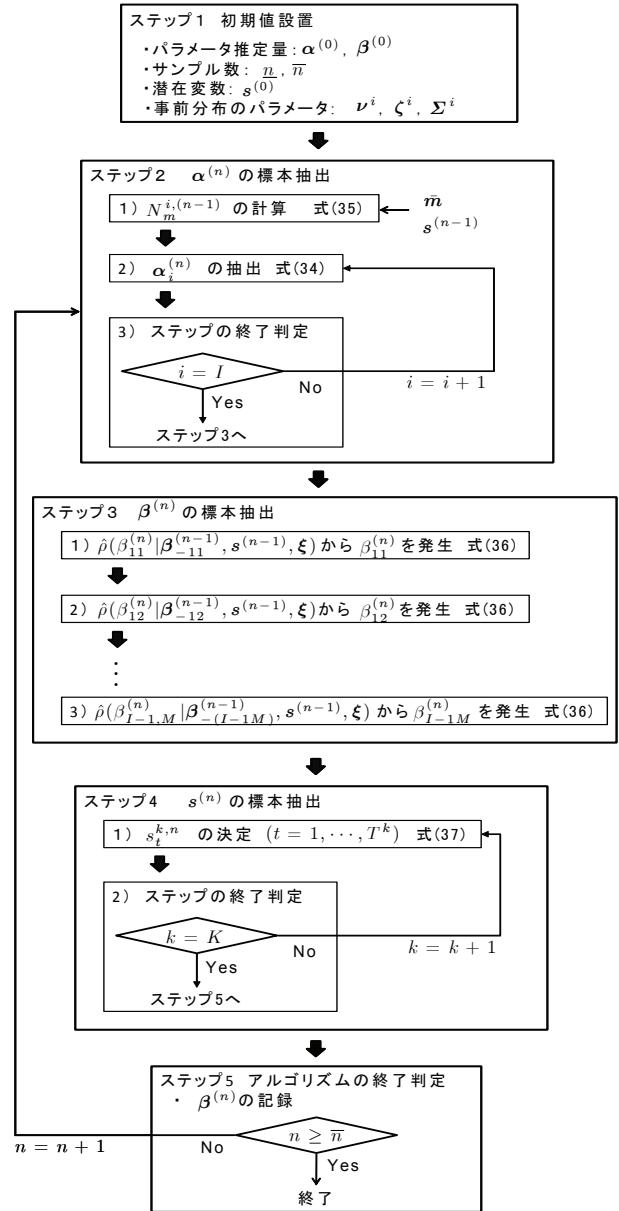 ステップ1 初期値設置
・パラメータ推定量: α^(0), β^(0)
・サンプル数: n̲, n̅
・潜在変数: s^(0)
・事前分布のパラメータ: ν^i, ζ^i, Σ^i
ステップ2 α^(n) の標本抽出
1) N_m^{i,(n−1)} の計算 式(35)
m̄
s^(n−1)
2) α_i^(n) の抽出 式(34)
3) ステップの終了判定
i = I
No
i = i + 1
Yes
ステップ3へ
ステップ3 β^(n) の標本抽出
1) ρ̂(β_{11}^{(n)}|β_{−11}^{(n−1)}, s^{(n−1)}, ξ) から β_{11}^{(n)} を発生 式(36)
2) ρ̂(β_{12}^{(n)}|β_{−12}^{(n−1)}, s^{(n−1)}, ξ)から β_{12}^{(n)}を発生 式(36)
⋮
3) ρ̂(β_{I−1,M}^{(n)}|β_{−(I−1M)}^{(n−1)}, s^{(n−1)}, ξ) から β_{I−1M}^{(n)} を発生 式(36)
ステップ4 s^(n) の標本抽出
1) s_t^{k,n} の決定 (t = 1, ⋯, T^k) 式(37)
2) ステップの終了判定
k = K
No
k = k + 1
Yes
ステップ5へ
ステップ5 アルゴリズムの終了判定
・ β^(n)の記録
n = n + 1
No
n ≥ n̅
Yes
終了